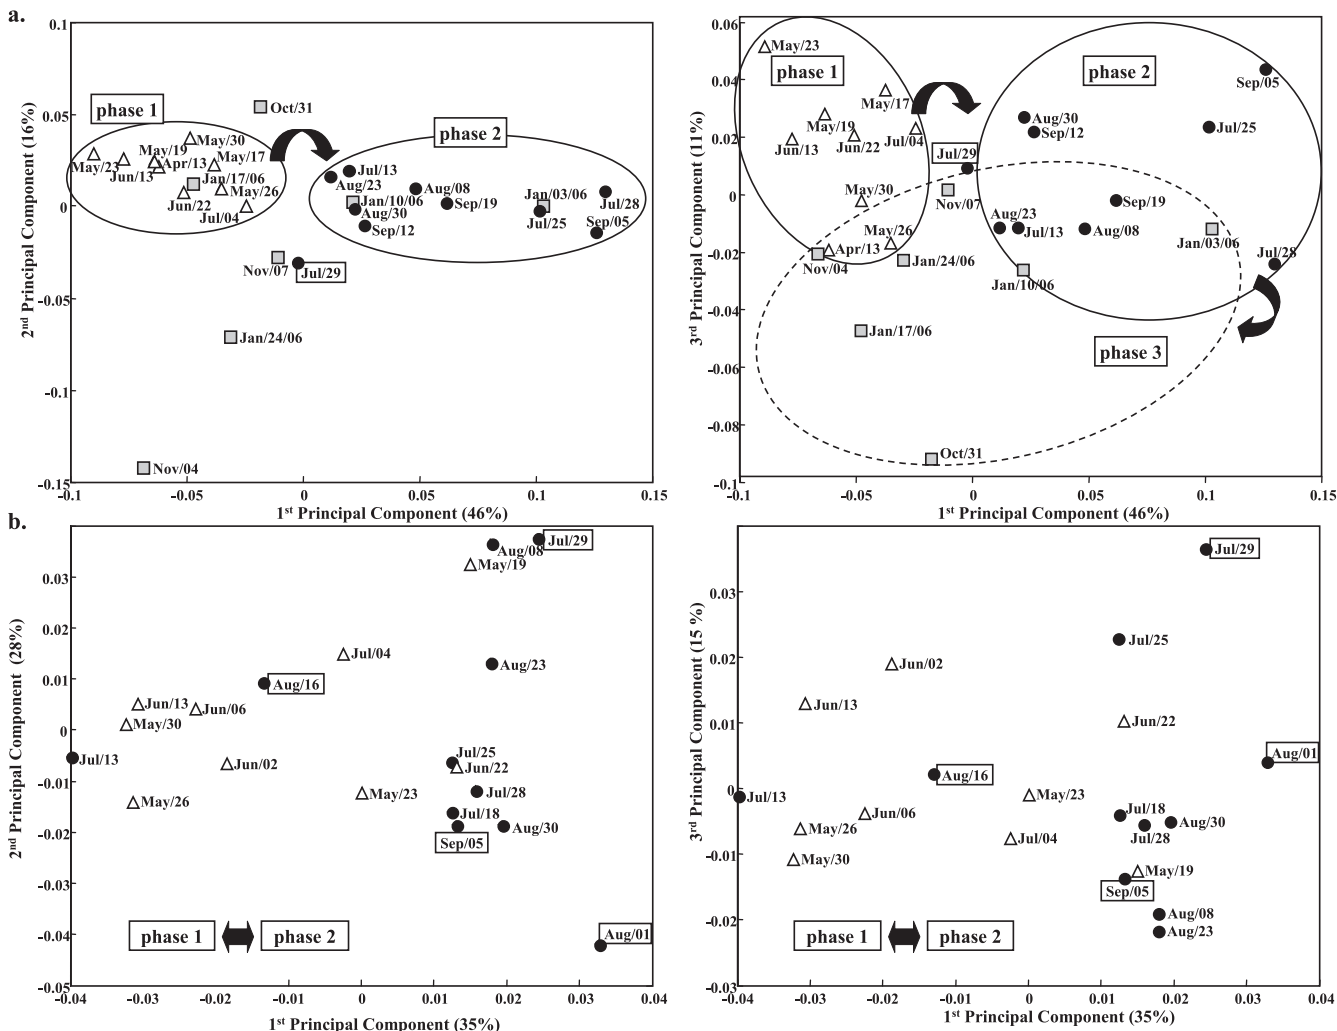 a.
0.1
0.05
0
-0.05
-0.1
0.15
2nd Principal Component (16%)
phase 1
phase 2
Oct/31
May/30
May/19
May/17
May/23
Apr/13
Jun/13
Jan/17/06
May/26
Jun/22
Jul/04
Jul/13
Aug/23
Aug/08
Jan/10/06
Aug/30
Sep/19
Sep/12
Jan/03/06
Jul/28
Jul/25
Sep/05
Nov/07
Jul/29
Jan/24/06
Nov/04
-0.1
-0.05
0
0.05
0.1
0.15
1st Principal Component (46%)
0.06
0.04
0.02
0
-0.02
-0.04
-0.06
-0.08
-0.1
3rd Principal Component (11%)
May/23
phase 1
phase 2
Sep/05
May/17
May/19
Jul/04
Jun/13
Jun/22
Aug/30
Sep/12
Jul/25
Jul/29
May/30
Nov/07
Sep/19
Aug/23
Jul/13
Aug/08
May/26
Apr/13
Jan/03/06
Nov/04
Jan/24/06
Jul/28
Jan/10/06
Jan/17/06
phase 3
Oct/31
-0.1
-0.05
0
0.05
0.1
0.15
1st Principal Component (46%)
b.
0.03
0.02
0.01
0
-0.01
-0.02
-0.03
-0.04
-0.05
2nd Principal Component (28%)
Jul/29
Aug/08
May/19
Jul/04
Aug/23
Aug/16
Jun/13
Jun/06
May/30
Jul/13
Jun/02
Jul/25
Jun/22
May/26
May/23
Jul/28
Jul/18
Aug/30
Sep/05
phase 1
phase 2
Aug/01
-0.04
-0.03
-0.02
-0.01
0
0.01
0.02
0.03
0.04
1st Principal Component (35%)
0.03
0.02
0.01
0
-0.01
-0.02
-0.03
3rd Principal Component (15 %)
Jul/29
Jul/25
Jun/02
Jun/13
Jun/22
Aug/01
Aug/16
Jul/13
May/23
Jun/06
Jul/18
Aug/30
May/26
Jul/28
Jul/04
May/30
May/19
Sep/05
Aug/08
Aug/23
phase 1
phase 2
-0.04
-0.03
-0.02
-0.01
0
0.01
0.02
0.03
0.04
1st Principal Component (35%)